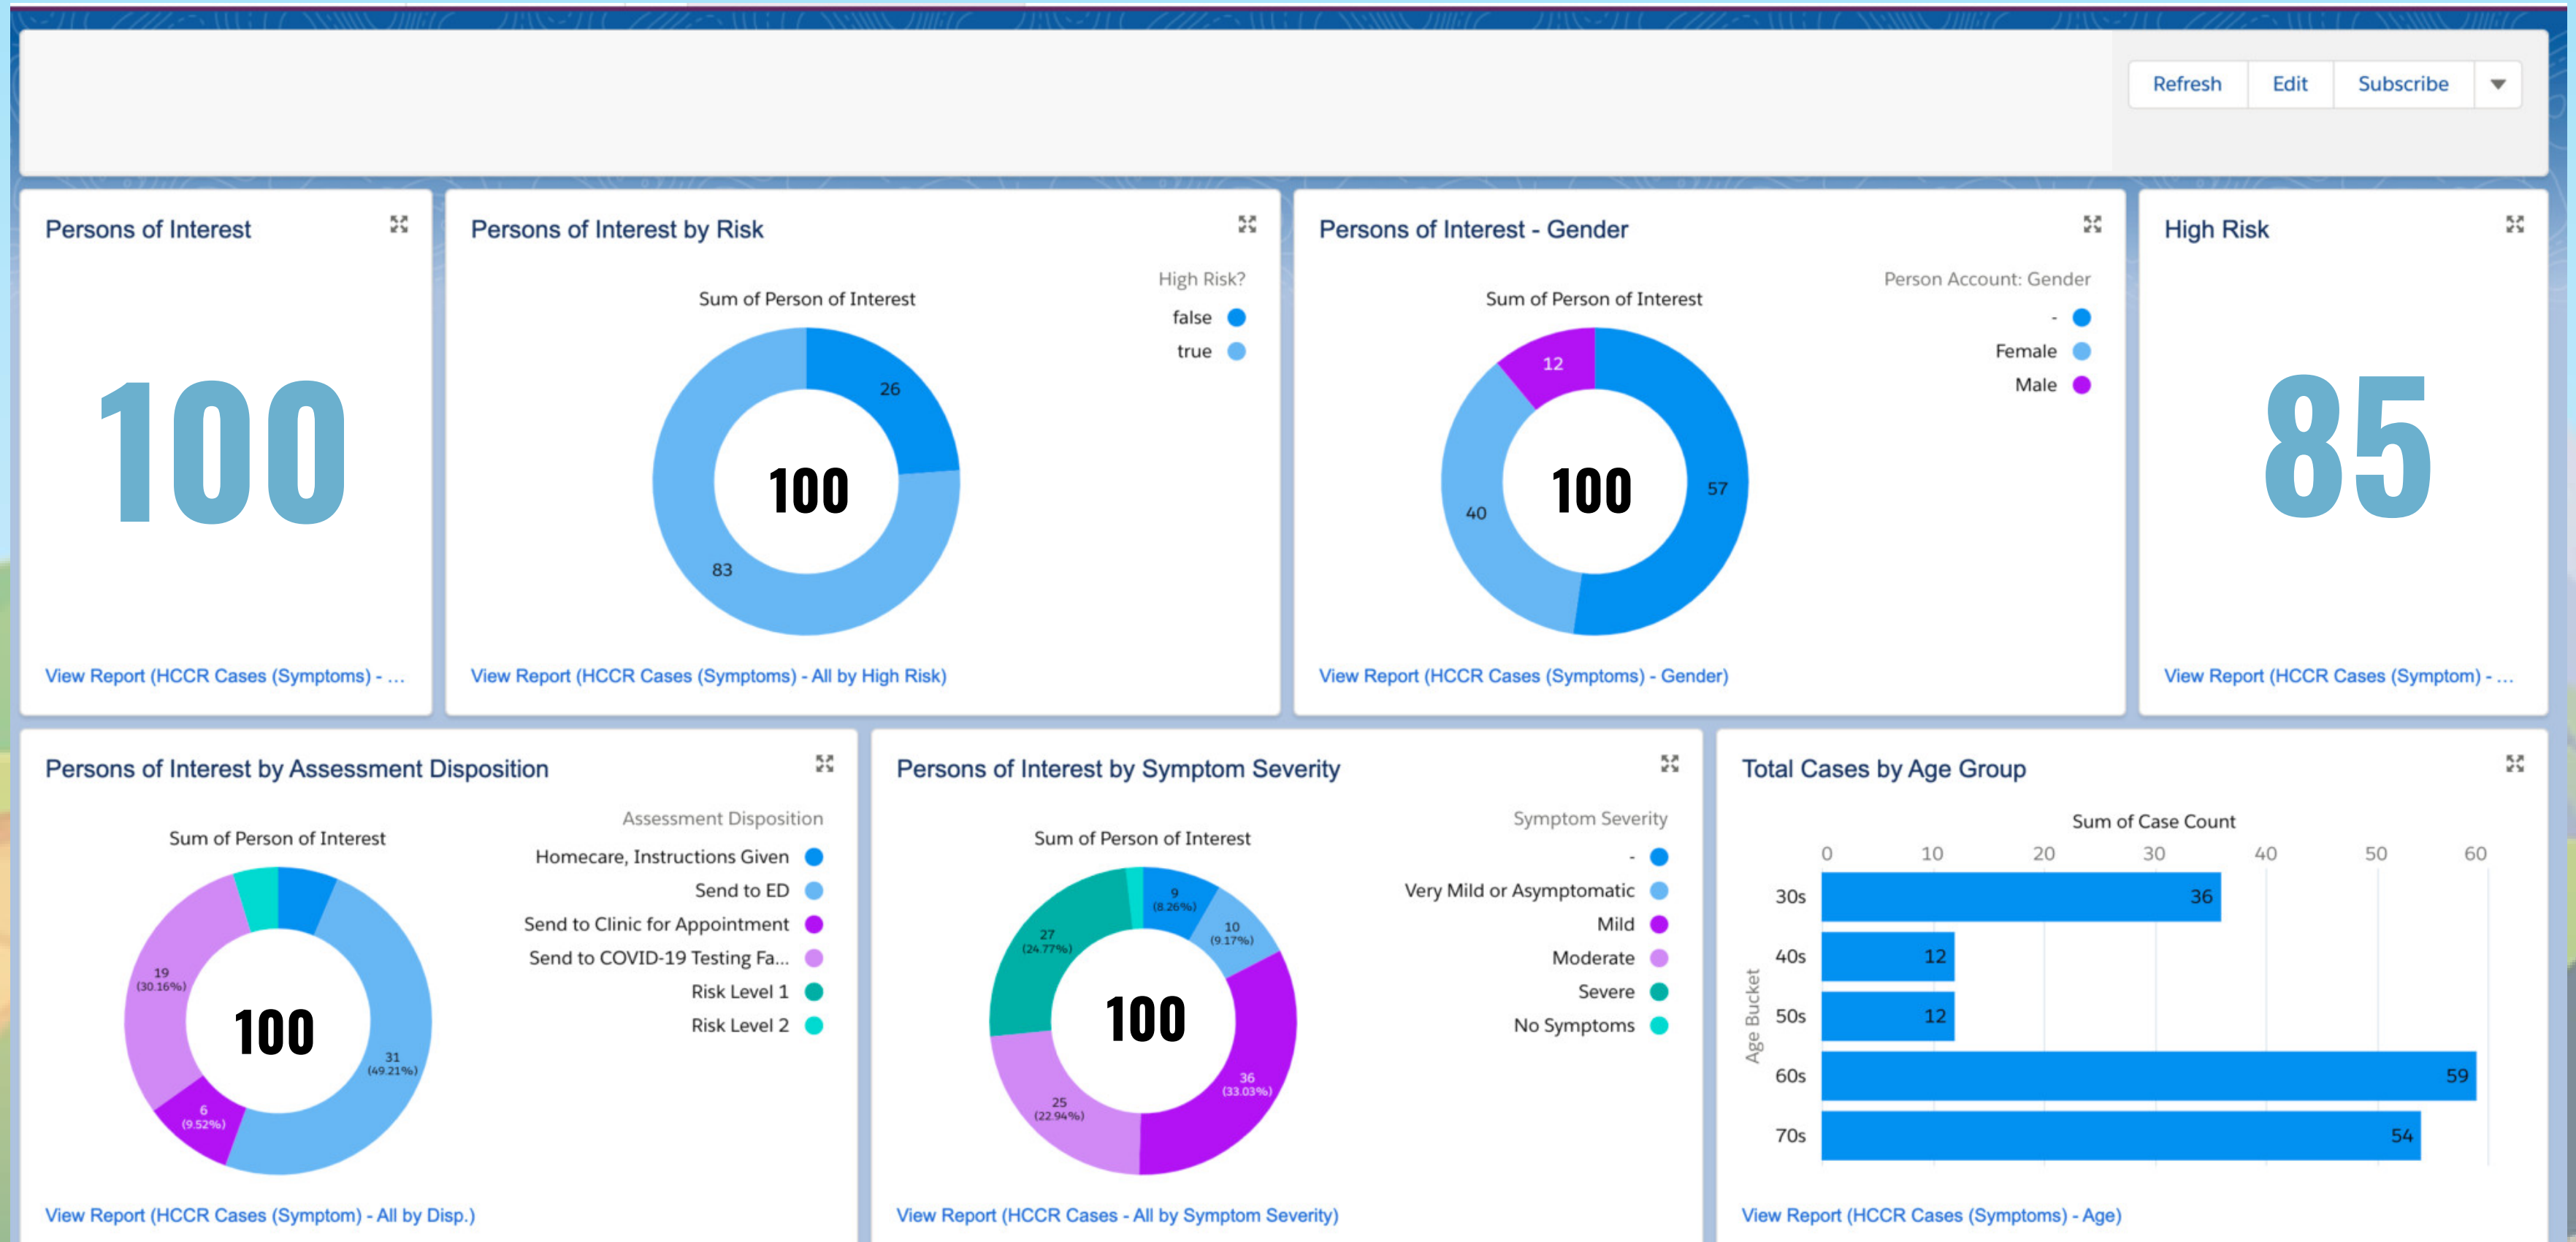 Refresh
Edit
Subscribe
Persons of Interest
100
View Report (HCCR Cases (Symptoms) - ...
Persons of Interest by Risk
High Risk?
Sum of Person of Interest
false
true
26
100
83
View Report (HCCR Cases (Symptoms) - All by High Risk)
Persons of Interest - Gender
Person Account: Gender
Sum of Person of Interest
-
Female
Male
12
100
57
40
View Report (HCCR Cases (Symptoms) - Gender)
High Risk
85
View Report (HCCR Cases (Symptom) - ...
Persons of Interest by Assessment Disposition
Assessment Disposition
Sum of Person of Interest
Homecare, Instructions Given
Send to ED
Send to Clinic for Appointment
Send to COVID-19 Testing Fa...
Risk Level 1
Risk Level 2
19
(30.16%)
100
31
(49.21%)
6
(9.52%)
View Report (HCCR Cases (Symptom) - All by Disp.)
Persons of Interest by Symptom Severity
Symptom Severity
Sum of Person of Interest
-
Very Mild or Asymptomatic
Mild
Moderate
Severe
No Symptoms
9
(8.26%)
10
(9.17%)
27
(24.77%)
100
36
(33.03%)
25
(22.94%)
View Report (HCCR Cases - All by Symptom Severity)
Total Cases by Age Group
Sum of Case Count
0 10 20 30 40 50 60
Age Bucket
30s 36
40s 12
50s 12
60s 59
70s 54
View Report (HCCR Cases (Symptoms) - Age)